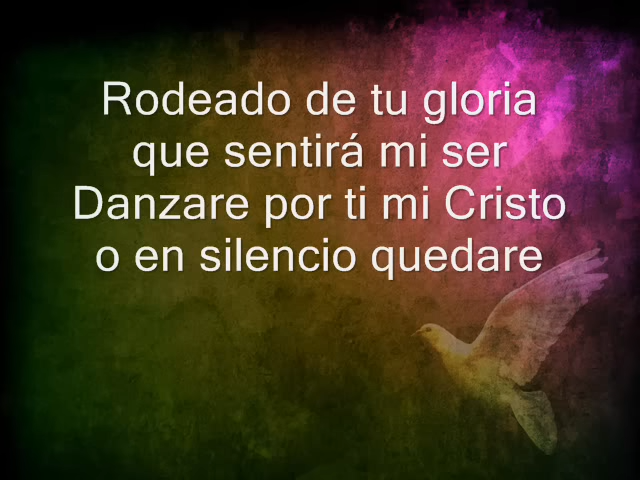 Rodeado de tu gloria
que sentirá mi ser
Danzare por ti mi Cristo
o en silencio quedare